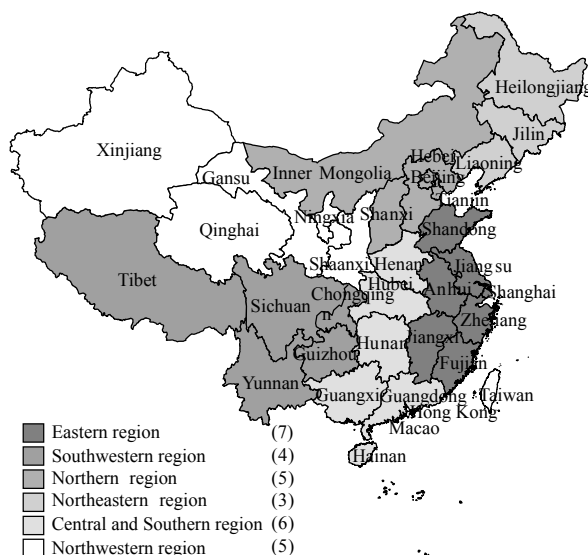 Heilongjiang
Jilin
Xinjiang
Hebei
Liaoning
Gansu
Inner Mongolia
Beijing
Tianjin
Ningxia
Shanxi
Qinghai
Shandong
Shaanxi
Henan
Jiangsu
Tibet
Hubei
Anhui
Shanghai
Sichuan
Chongqing
Zhejiang
Hunan
Jiangxi
Guizhou
Fujian
Yunnan
Guangxi
Guangdong
Taiwan
Hong Kong
Macao
Hainan
Eastern region (7)
Southwestern region (4)
Northern region (5)
Northeastern region (3)
Central and Southern region (6)
Northwestern region (5)